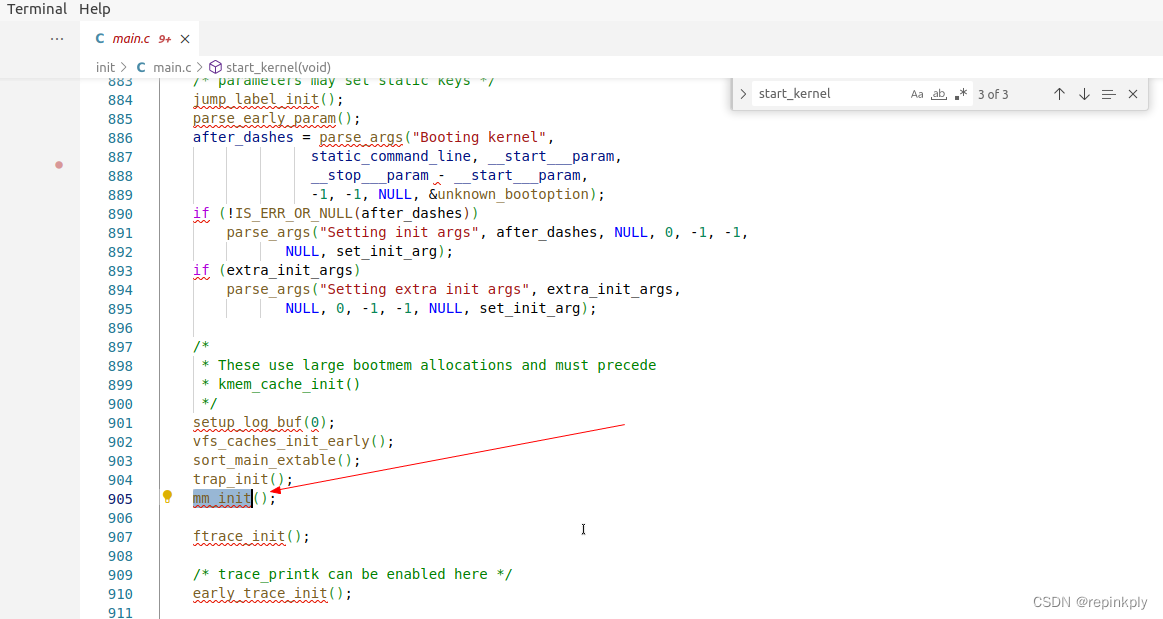 Terminal Help
... C main.c 9+ ×
init > C main.c > start_kernel(void)
start_kernel Aa ab .* 3 of 3
883 /* parameters may set static keys */
884 jump_label_init();
885 parse_early_param();
886 after_dashes = parse_args("Booting kernel",
887 static_command_line, __start___param,
888 __stop___param - __start___param,
889 -1, -1, NULL, &unknown_bootoption);
890 if (!IS_ERR_OR_NULL(after_dashes))
891 parse_args("Setting init args", after_dashes, NULL, 0, -1, -1,
892 NULL, set_init_arg);
893 if (extra_init_args)
894 parse_args("Setting extra init args", extra_init_args,
895 NULL, 0, -1, -1, NULL, set_init_arg);
896
897 /*
898 * These use large bootmem allocations and must precede
899 * kmem_cache_init()
900 */
901 setup_log_buf(0);
902 vfs_caches_init_early();
903 sort_main_extable();
904 trap_init();
905 mm_init();
906
907 ftrace_init();
908
909 /* trace_printk can be enabled here */
910 early_trace_init();
911
CSDN @repinkply